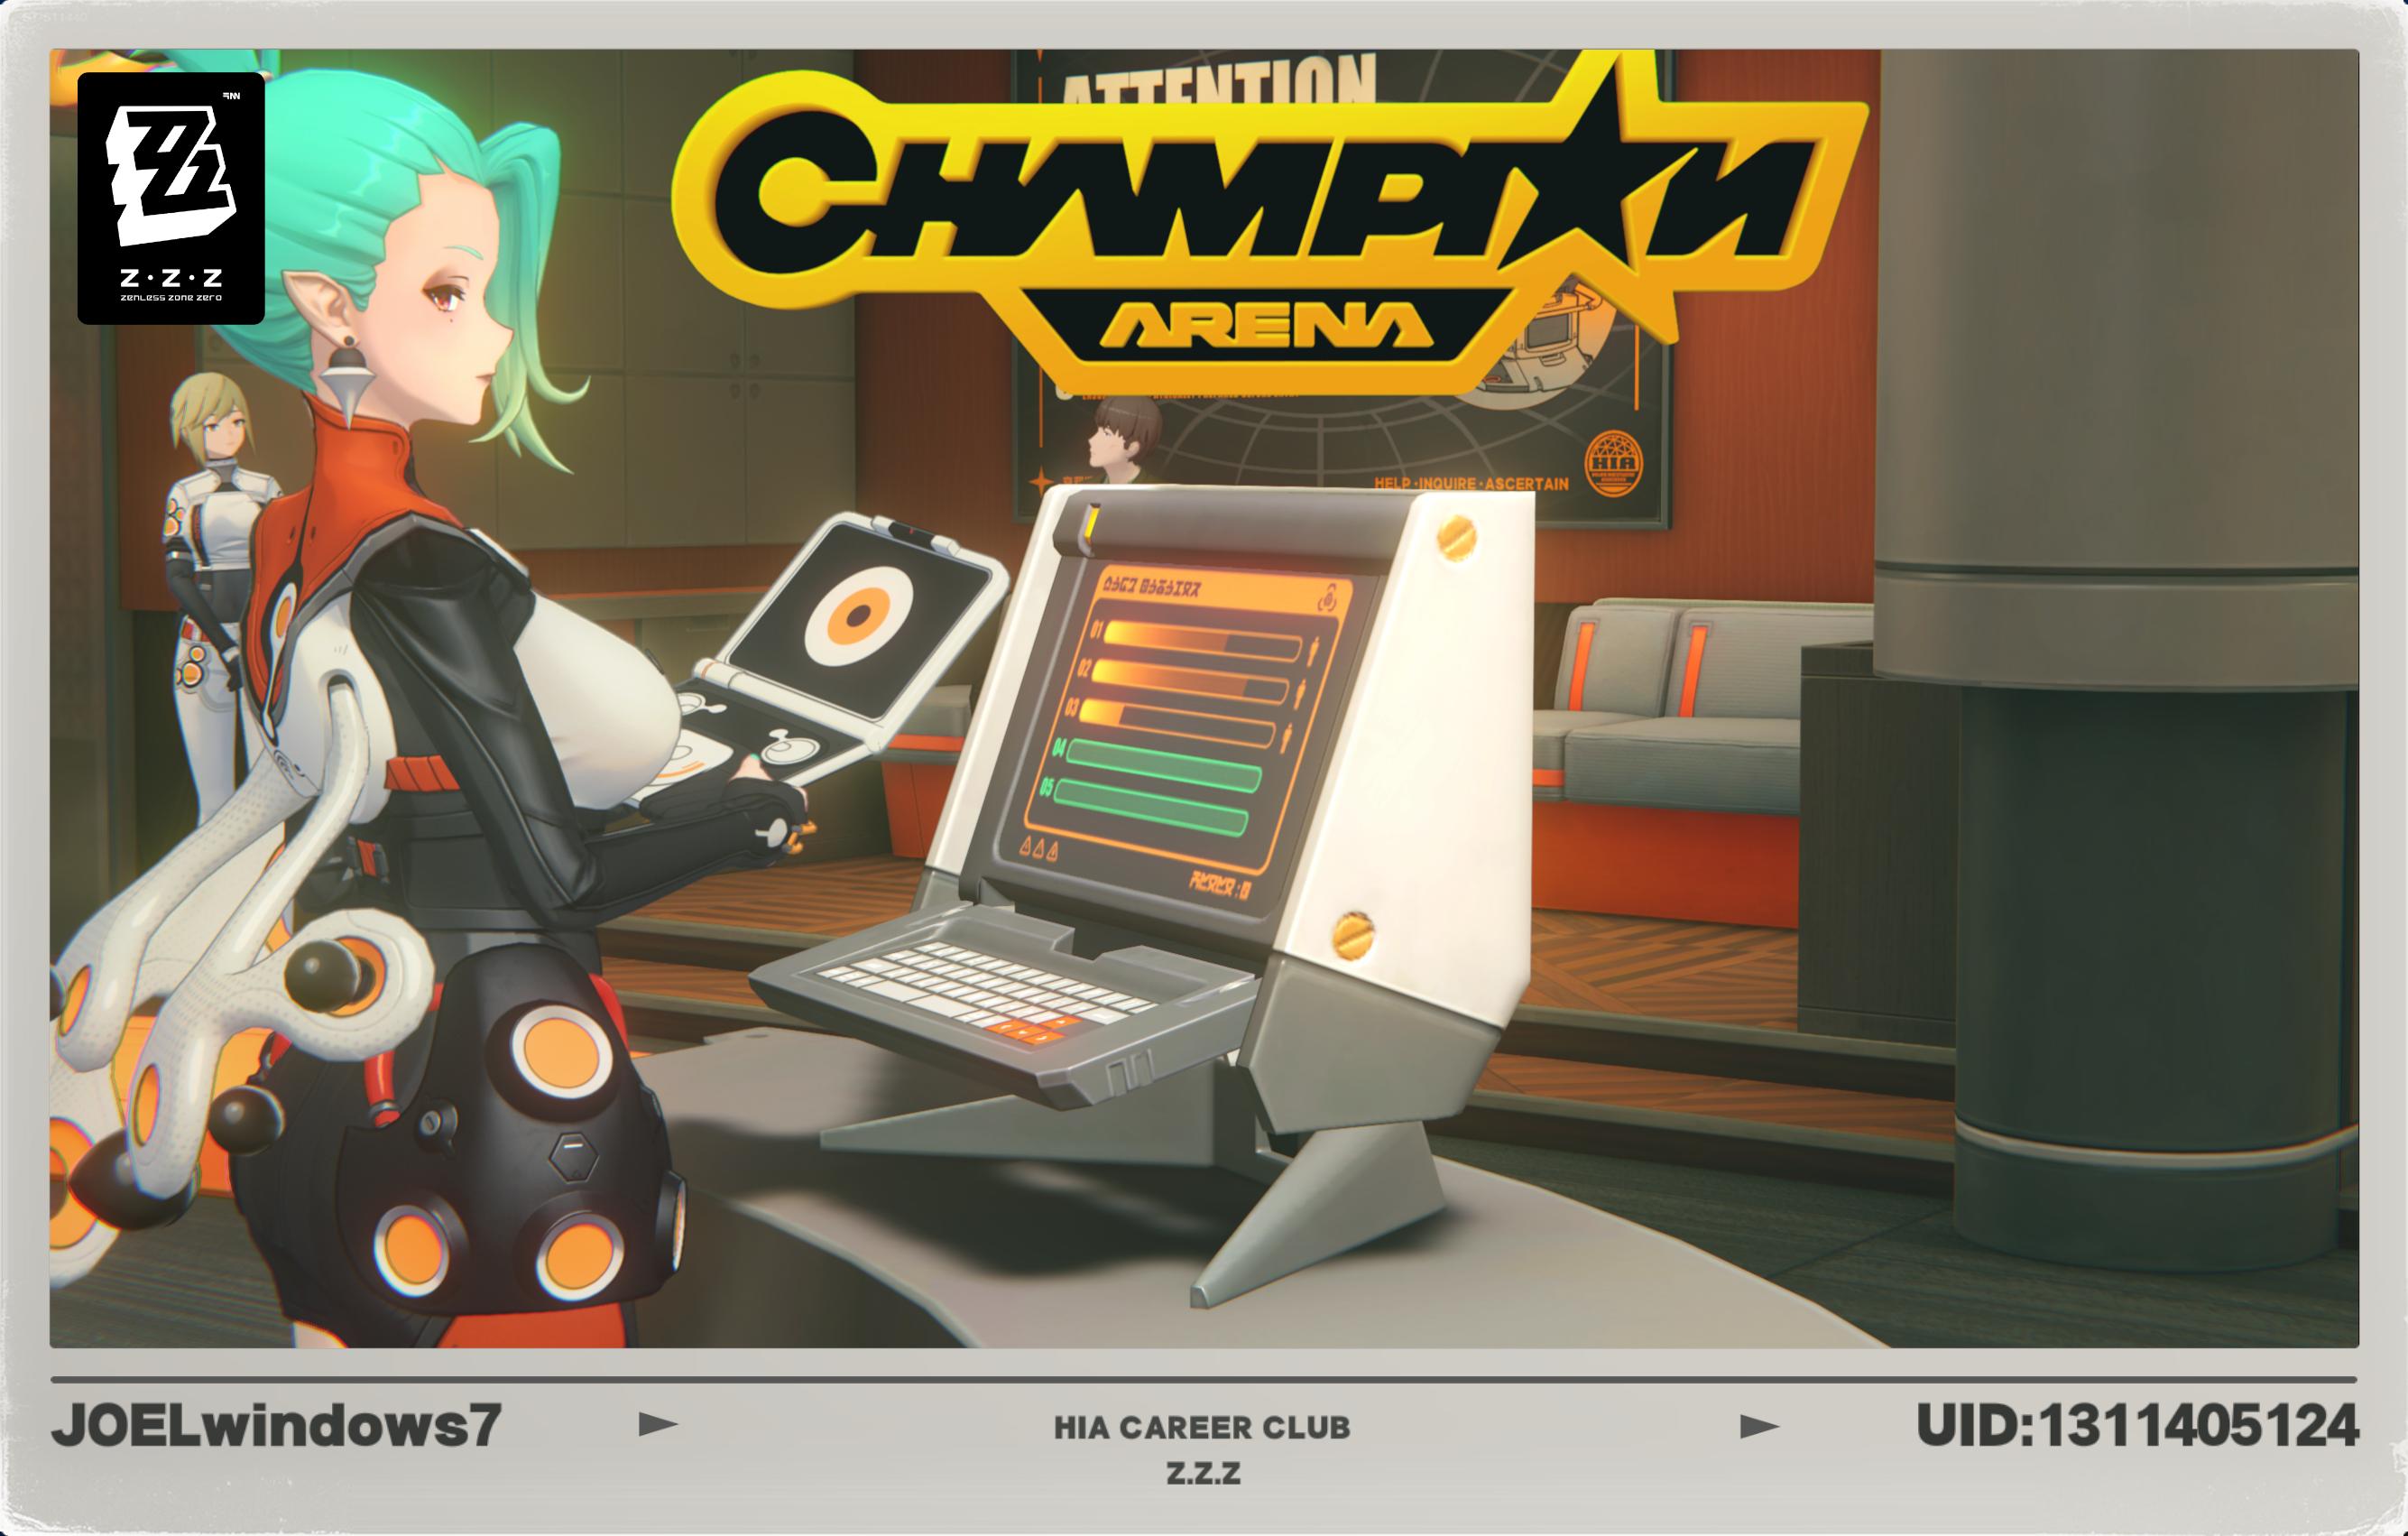 ATTENTION
CHAMPION
ARENA
Z·Z·Z
ZENLESS ZONE ZERO
HELP·INQUIRE·ASCERTAIN
HIA
01
02
03
04
05
JOELwindows7
HIA CAREER CLUB
Z.Z.Z
UID:1311405124